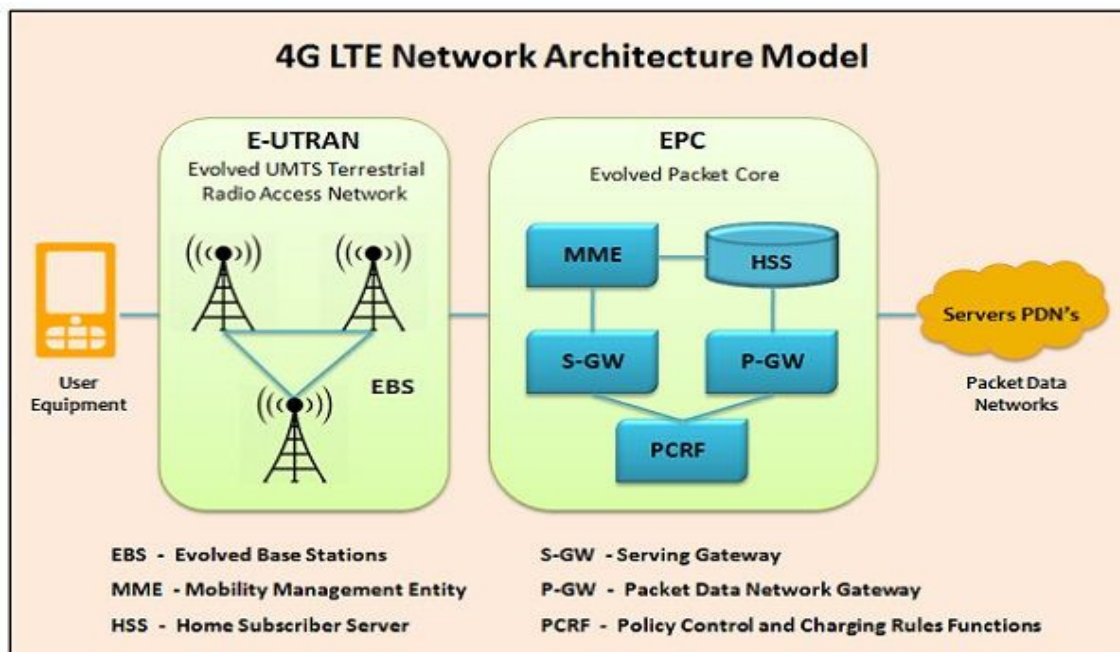 4G LTE Network Architecture Model
E-UTRAN
Evolved UMTS Terrestrial
Radio Access Network
EBS
EPC
Evolved Packet Core
MME
HSS
S-GW
P-GW
PCRF
User
Equipment
Servers PDN's
Packet Data
Networks
EBS - Evolved Base Stations
MME - Mobility Management Entity
HSS - Home Subscriber Server
S-GW - Serving Gateway
P-GW - Packet Data Network Gateway
PCRF - Policy Control and Charging Rules Functions